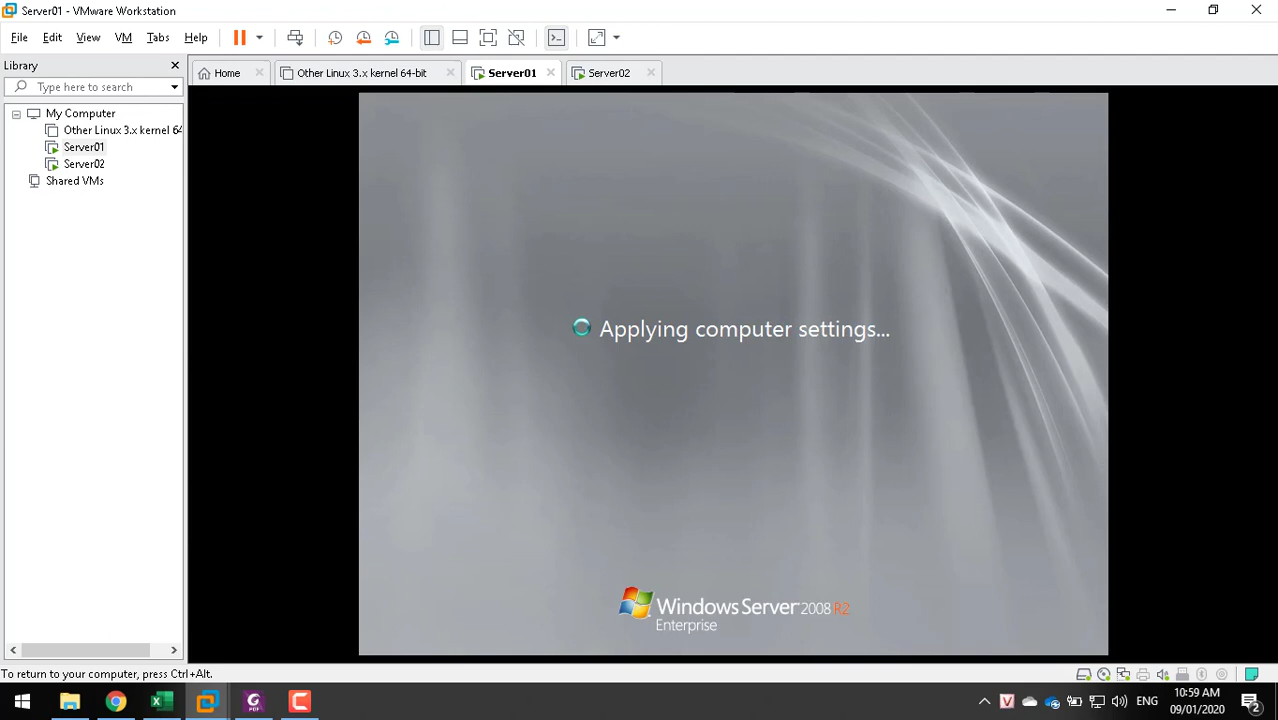 Server01 - VMware Workstation
File Edit View VM Tabs Help
Library
Type here to search
My Computer
Other Linux 3.x kernel 64
Server01
Server02
Shared VMs
Home
Other Linux 3.x kernel 64-bit
Server01
Server02
Applying computer settings...
Windows Server 2008 R2
Enterprise
To return to your computer, press Ctrl+Alt.
PDF
V
ENG
10:59 AM
09/01/2020
2